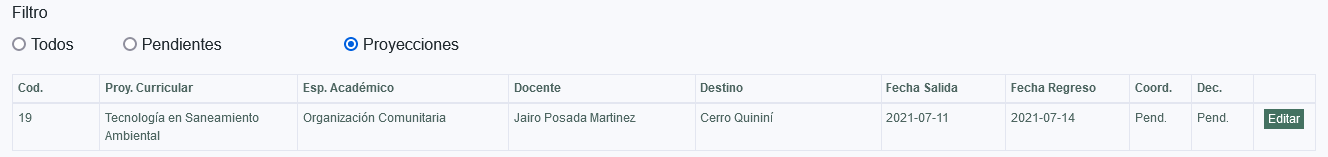 Filtro
Todos Pendientes Proyecciones
Cod. Proy. Curricular Esp. Académico Docente Destino Fecha Salida Fecha Regreso Coord. Dec.
19 Tecnología en Saneamiento Organización Comunitaria Jairo Posada Martinez Cerro Quininí 2021-07-11 2021-07-14 Pend. Pend. Editar
Ambiental